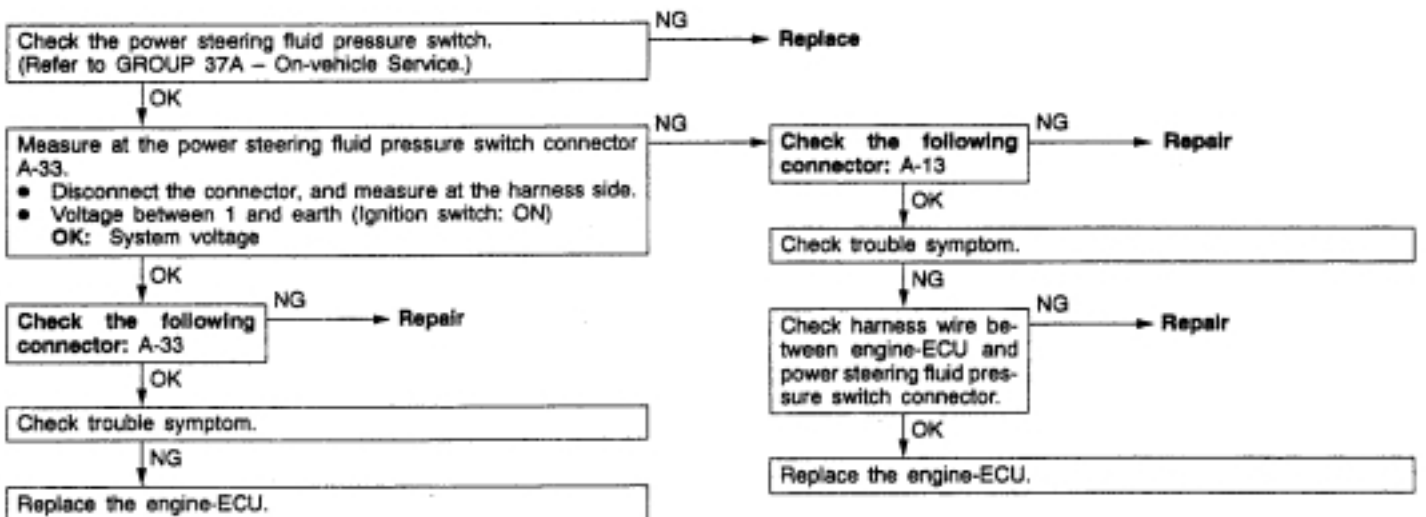 Check the power steering fluid pressure switch.
(Refer to GROUP 37A – On-vehicle Service.)
NG
Replace
OK
Measure at the power steering fluid pressure switch connector
A-33.
● Disconnect the connector, and measure at the harness side.
● Voltage between 1 and earth (Ignition switch: ON)
OK: System voltage
NG
Check the following
connector: A-13
NG
Repair
OK
Check trouble symptom.
NG
Check harness wire be-
tween engine-ECU and
power steering fluid pres-
sure switch connector.
NG
Repair
OK
Replace the engine-ECU.
OK
Check the following
connector: A-33
NG
Repair
OK
Check trouble symptom.
NG
Replace the engine-ECU.